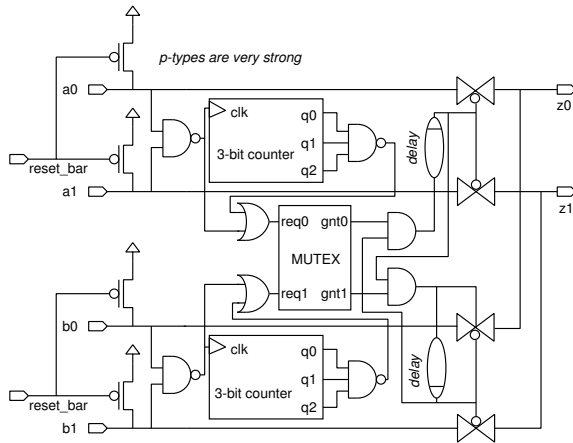 p-types are very strong
a0
z0
clk
q0
q1
3-bit counter
q2
delay
reset_bar
a1
z1
req0
gnt0
MUTEX
req1
gnt1
b0
clk
q0
q1
3-bit counter
q2
delay
reset_bar
b1